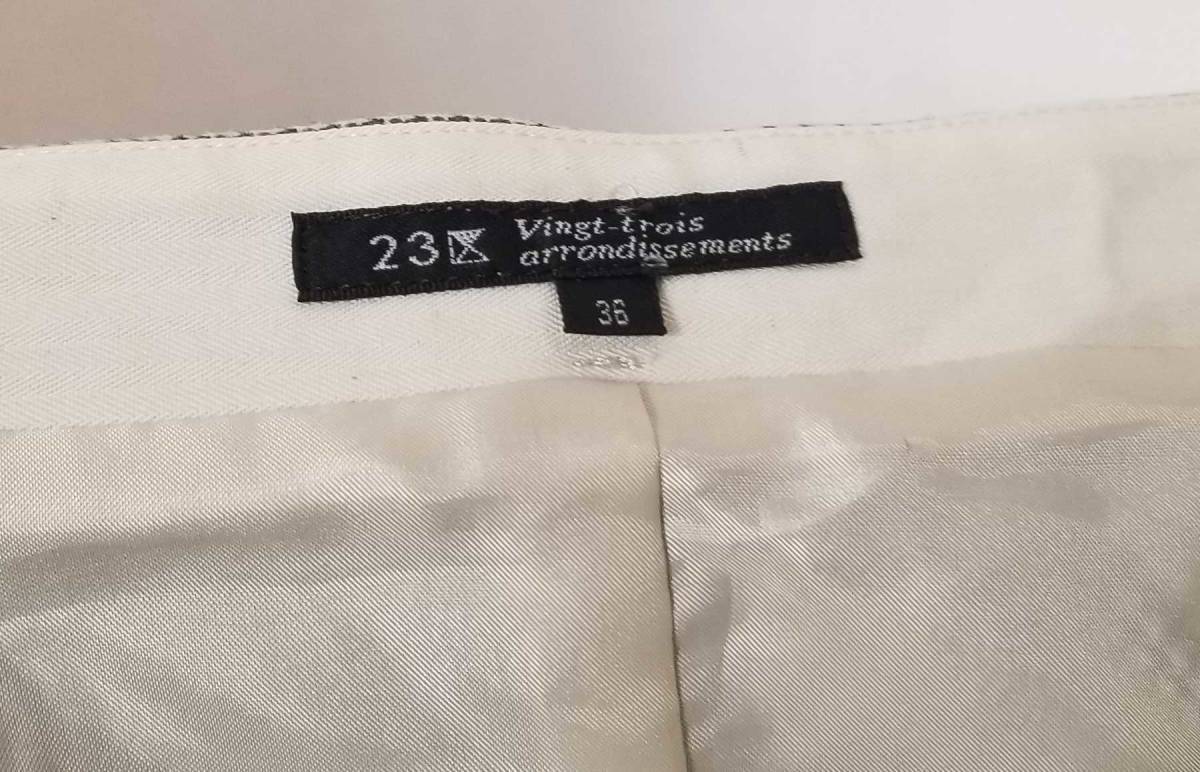 23区
Vingt-trois
arrondissements
36